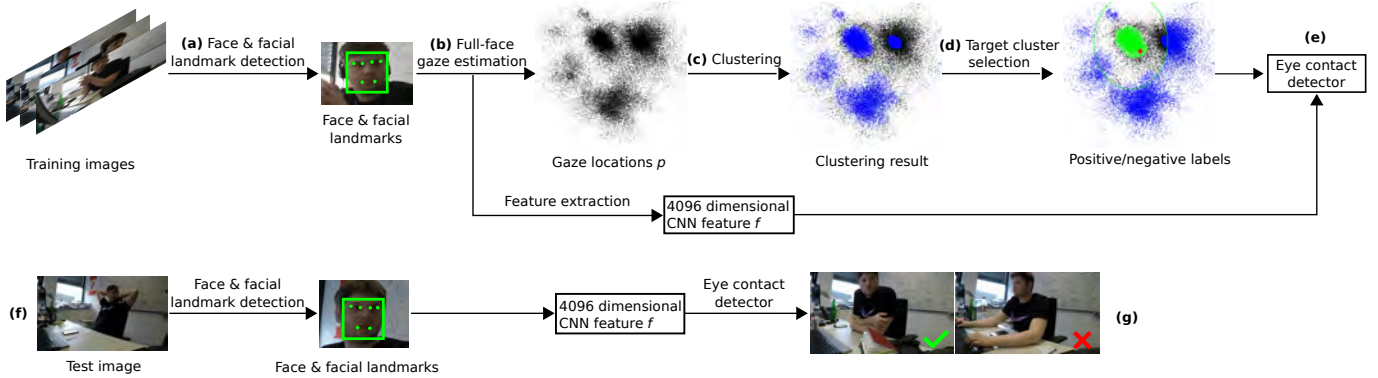 (a) Face & facial
landmark detection
(b) Full-face
gaze estimation
(c) Clustering
(d) Target cluster
selection
(e)
Eye contact
detector
Face & facial
landmarks
Training images
Gaze locations p
Clustering result
Positive/negative labels
Feature extraction
4096 dimensional
CNN feature f
(f)
Face & facial
landmark detection
4096 dimensional
CNN feature f
Eye contact
detector
(g)
Test image
Face & facial landmarks